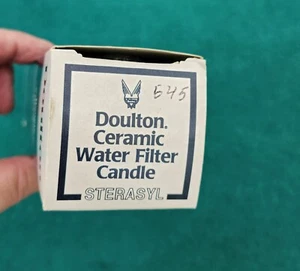 545
Doulton.
Ceramic
Water Filter
Candle
STERASYL